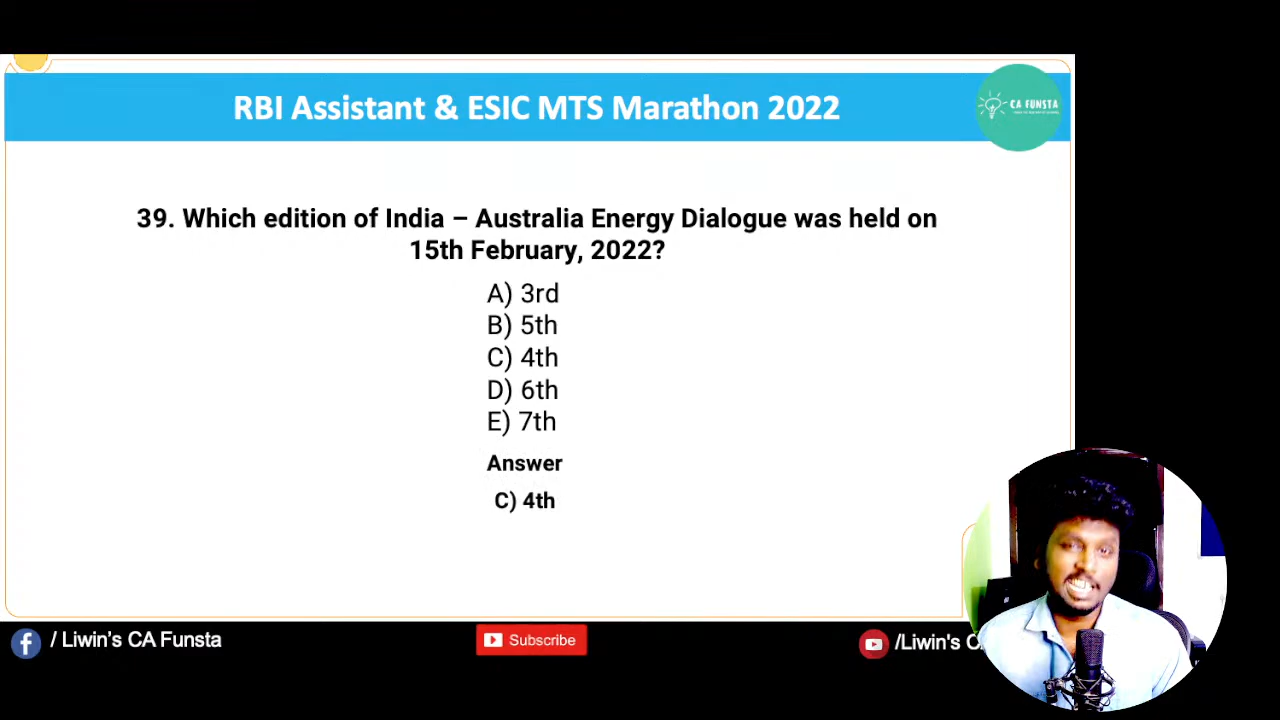 RBI Assistant & ESIC MTS Marathon 2022
CA FUNSTA
39. Which edition of India – Australia Energy Dialogue was held on
15th February, 2022?
A) 3rd
B) 5th
C) 4th
D) 6th
E) 7th
Answer
C) 4th
/ Liwin's CA Funsta
Subscribe
/Liwin's